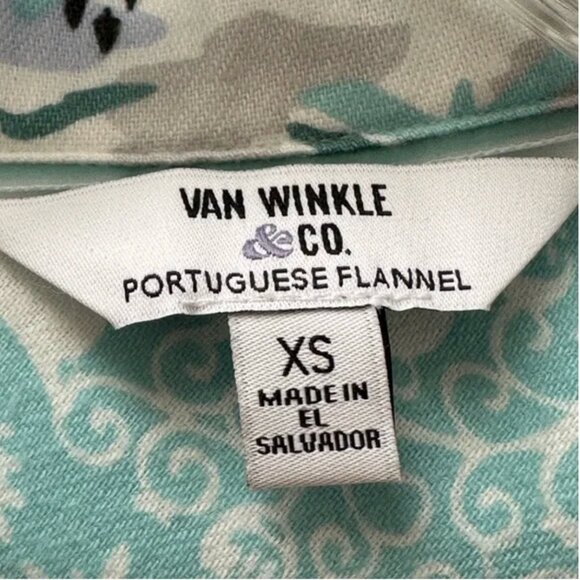 VAN WINKLE
& CO.
PORTUGUESE FLANNEL
XS
MADE IN
EL
SALVADOR